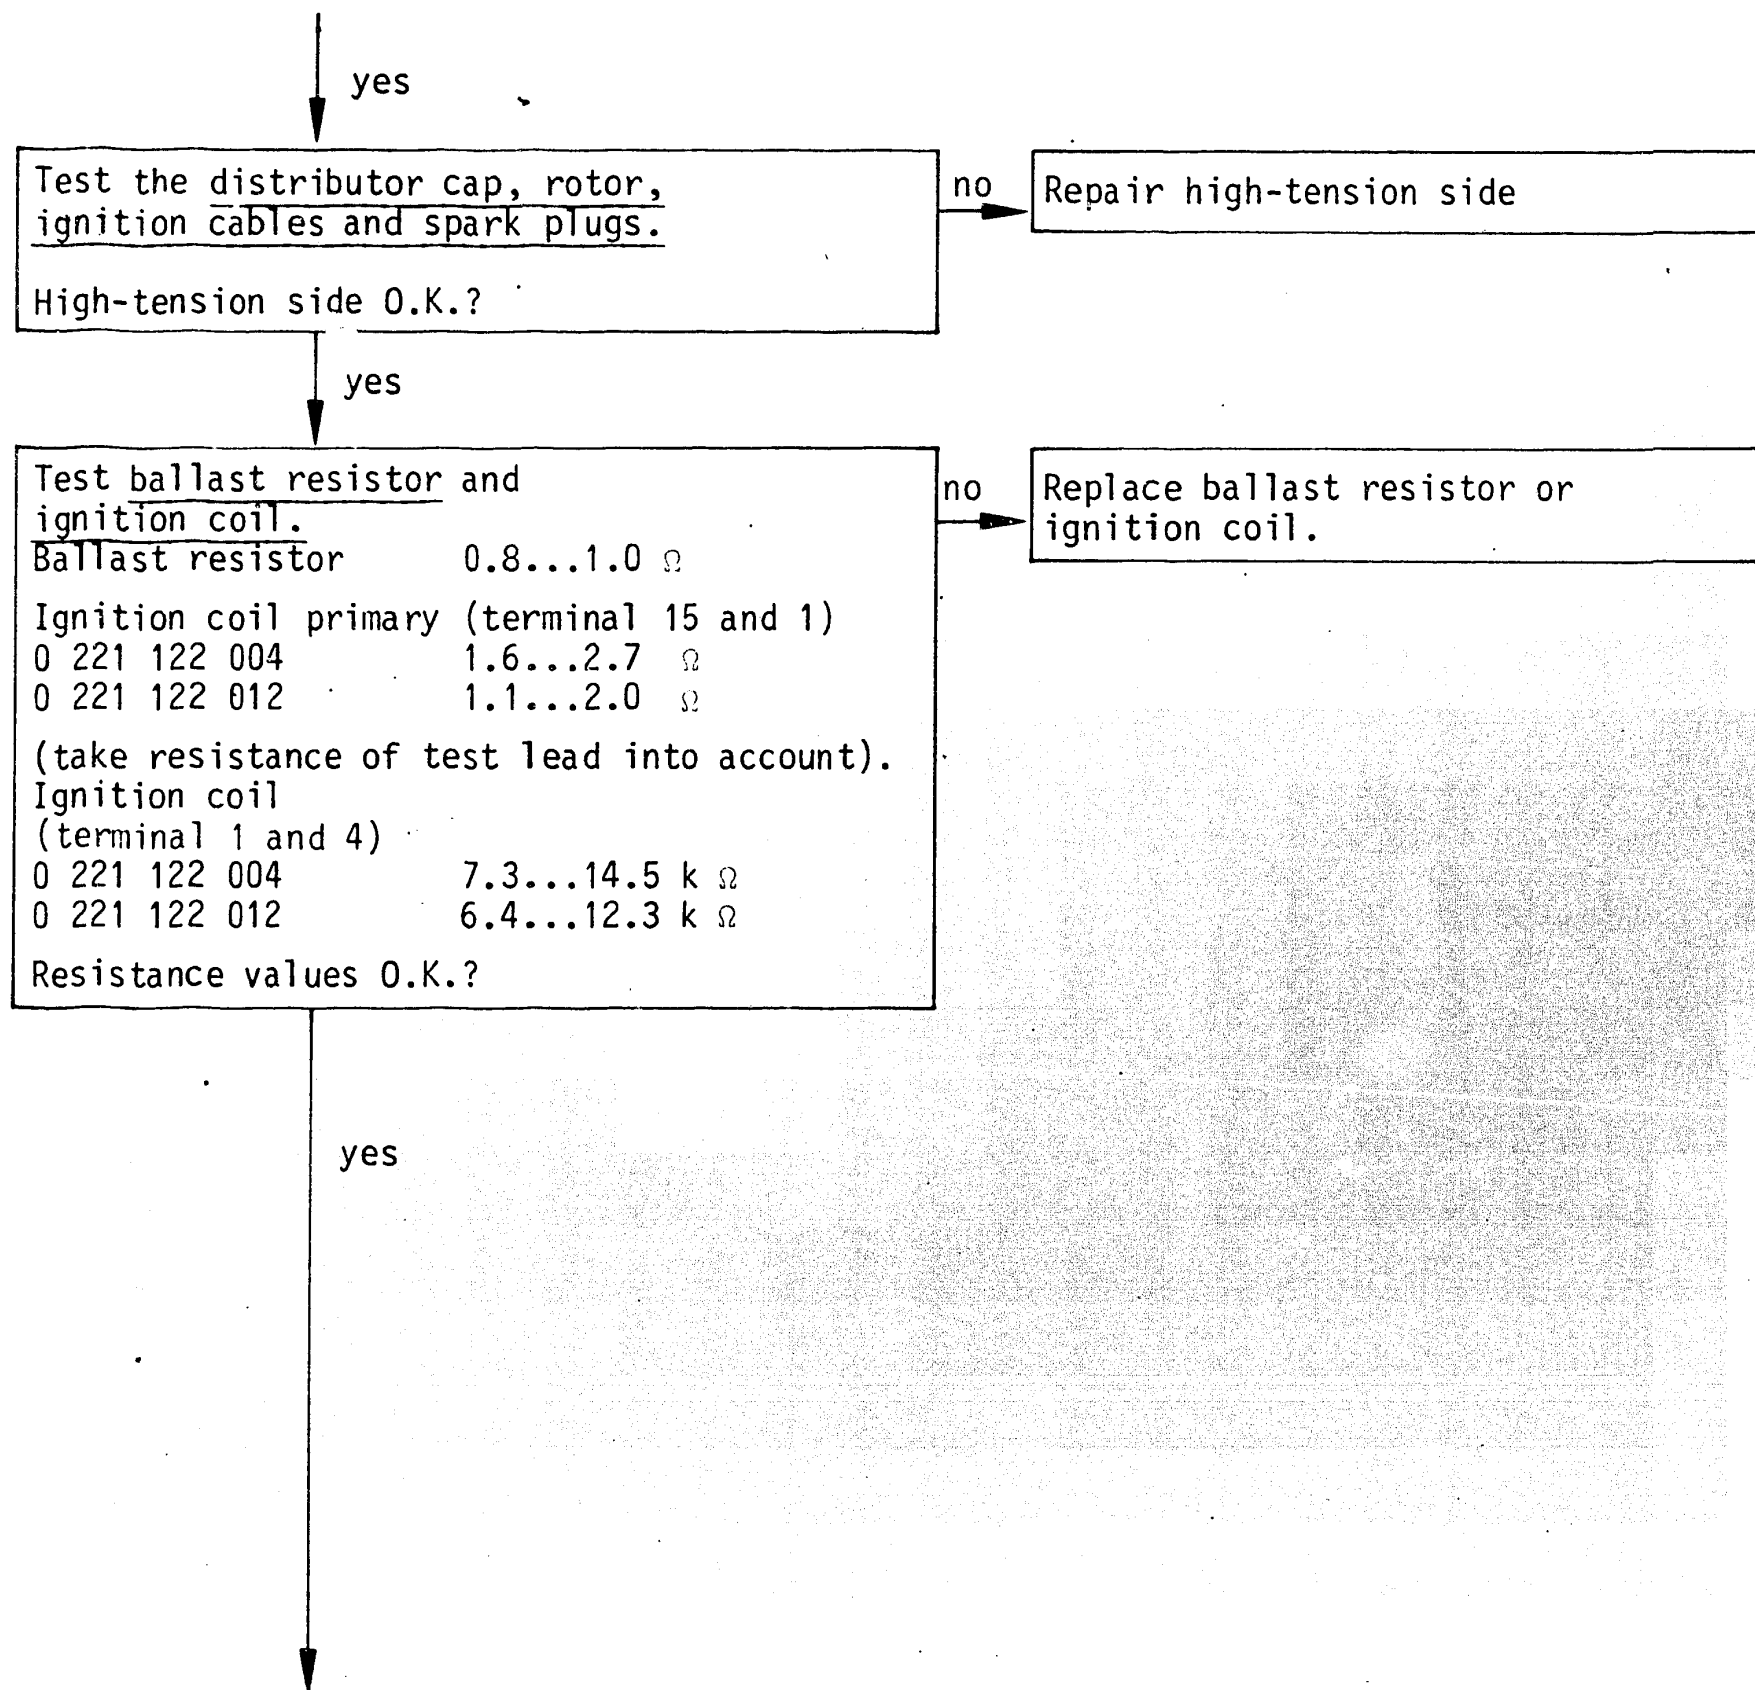 yes
Test the distributor cap, rotor,
ignition cables and spark plugs.
High-tension side O.K.?
no
Repair high-tension side
yes
Test ballast resistor and
ignition coil.
Ballast resistor 0.8...1.0 Ω
Ignition coil primary (terminal 15 and 1)
0 221 122 004 1.6...2.7 Ω
0 221 122 012 1.1...2.0 Ω
(take resistance of test lead into account).
Ignition coil
(terminal 1 and 4)
0 221 122 004 7.3...14.5 k Ω
0 221 122 012 6.4...12.3 k Ω
Resistance values O.K.?
no
Replace ballast resistor or
ignition coil.
yes